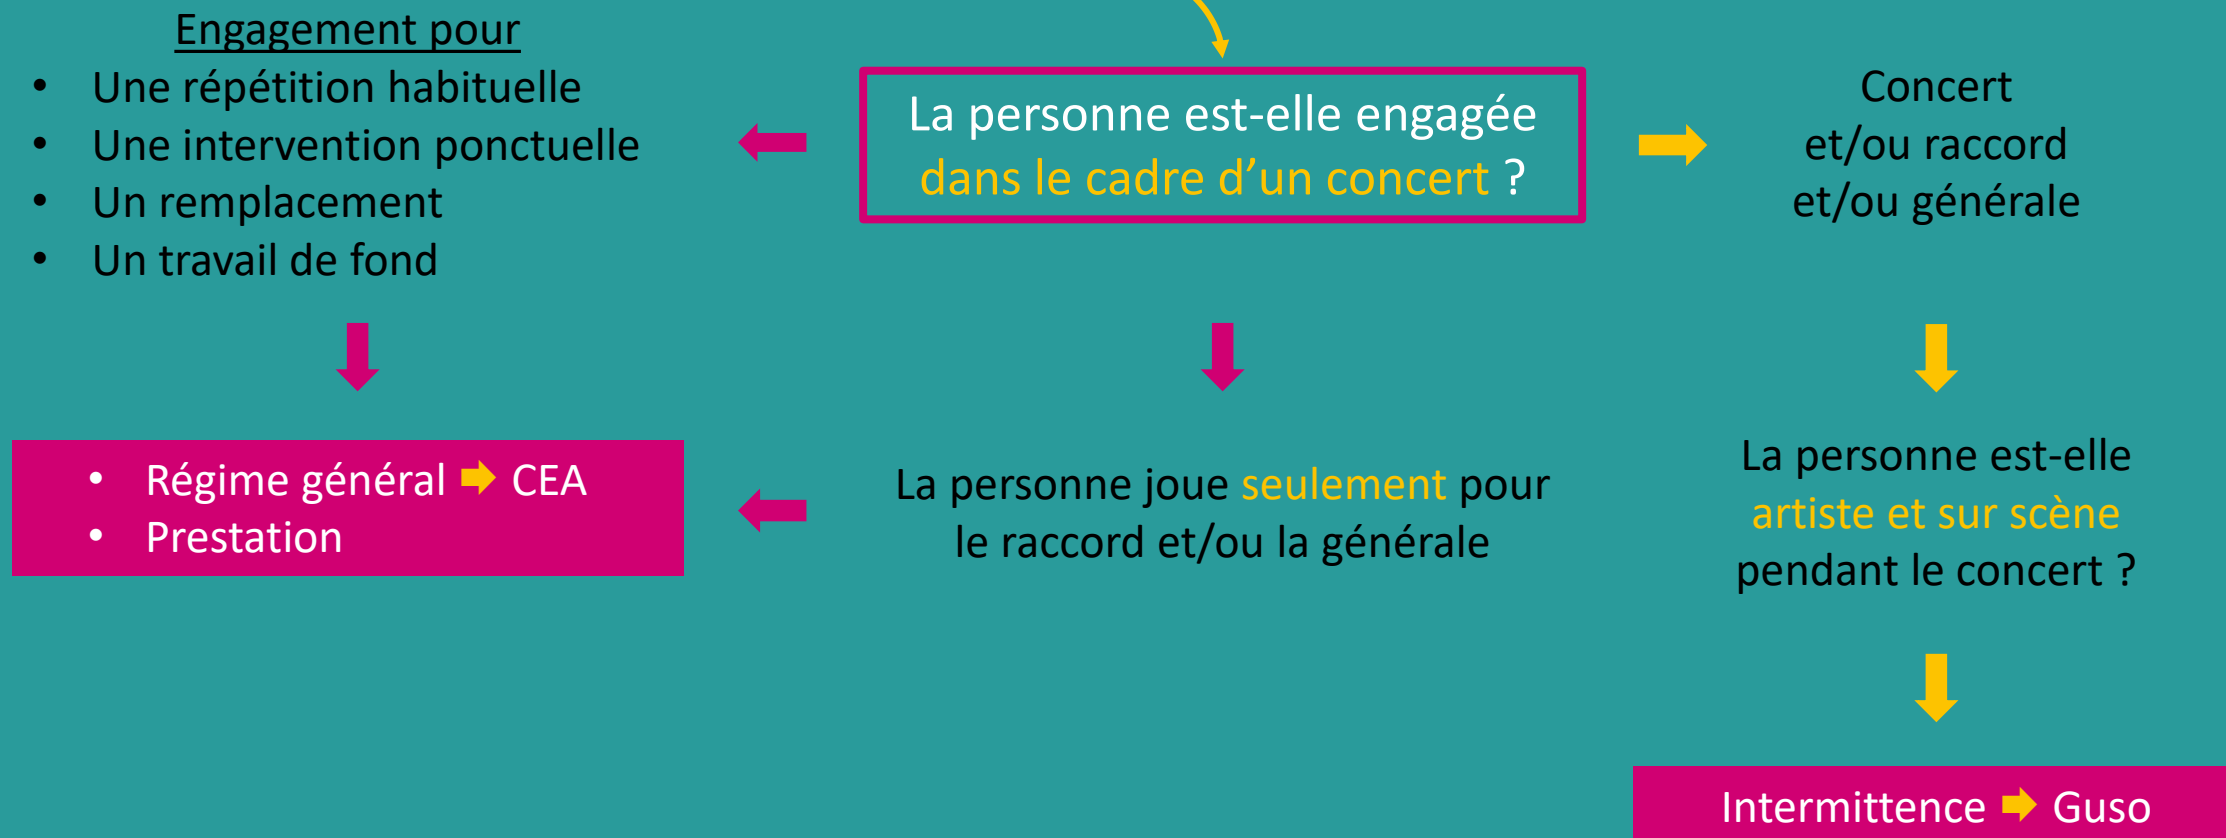 Engagement pour
• Une répétition habituelle
• Une intervention ponctuelle
• Un remplacement
• Un travail de fond
La personne est-elle engagée
dans le cadre d’un concert ?
Concert
et/ou raccord
et/ou générale
• Régime général CEA
• Prestation
La personne joue seulement pour
le raccord et/ou la générale
La personne est-elle
artiste et sur scène
pendant le concert ?
Intermittence Guso